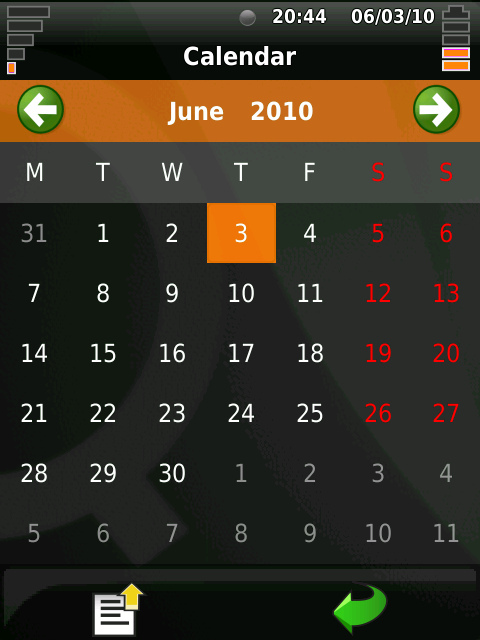 20:44 06/03/10
Calendar
June 2010
M T W T F S S
31 1 2 3 4 5 6
7 8 9 10 11 12 13
14 15 16 17 18 19 20
21 22 23 24 25 26 27
28 29 30 1 2 3 4
5 6 7 8 9 10 11